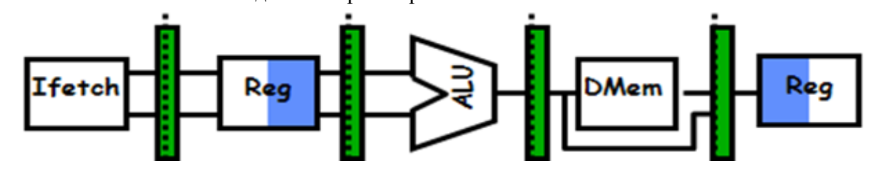 Ifetch
Reg
ALU
DMem
Reg